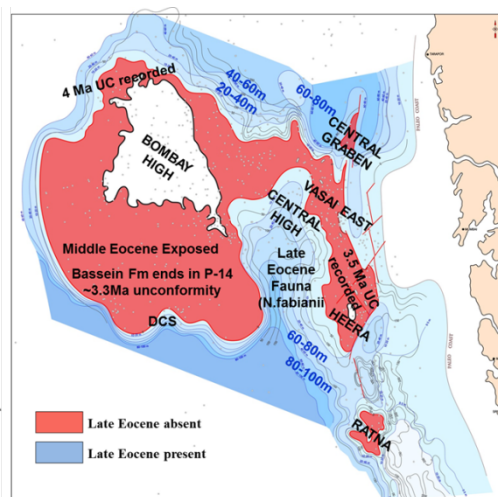 4 Ma UC recorded
40-60m
20-40m
60-80m
CENTRAL
GRABEN
BOMBAY
HIGH
VASAI EAST
CENTRAL
HIGH
Middle Eocene Exposed
Bassein Fm ends in P-14
~3.3Ma unconformity
DCS
Late
Eocene
Fauna
(N.fabianii
3.5 Ma UC
recorded
HEERA
60-80m
80-100m
RATNA
Late Eocene absent
Late Eocene present